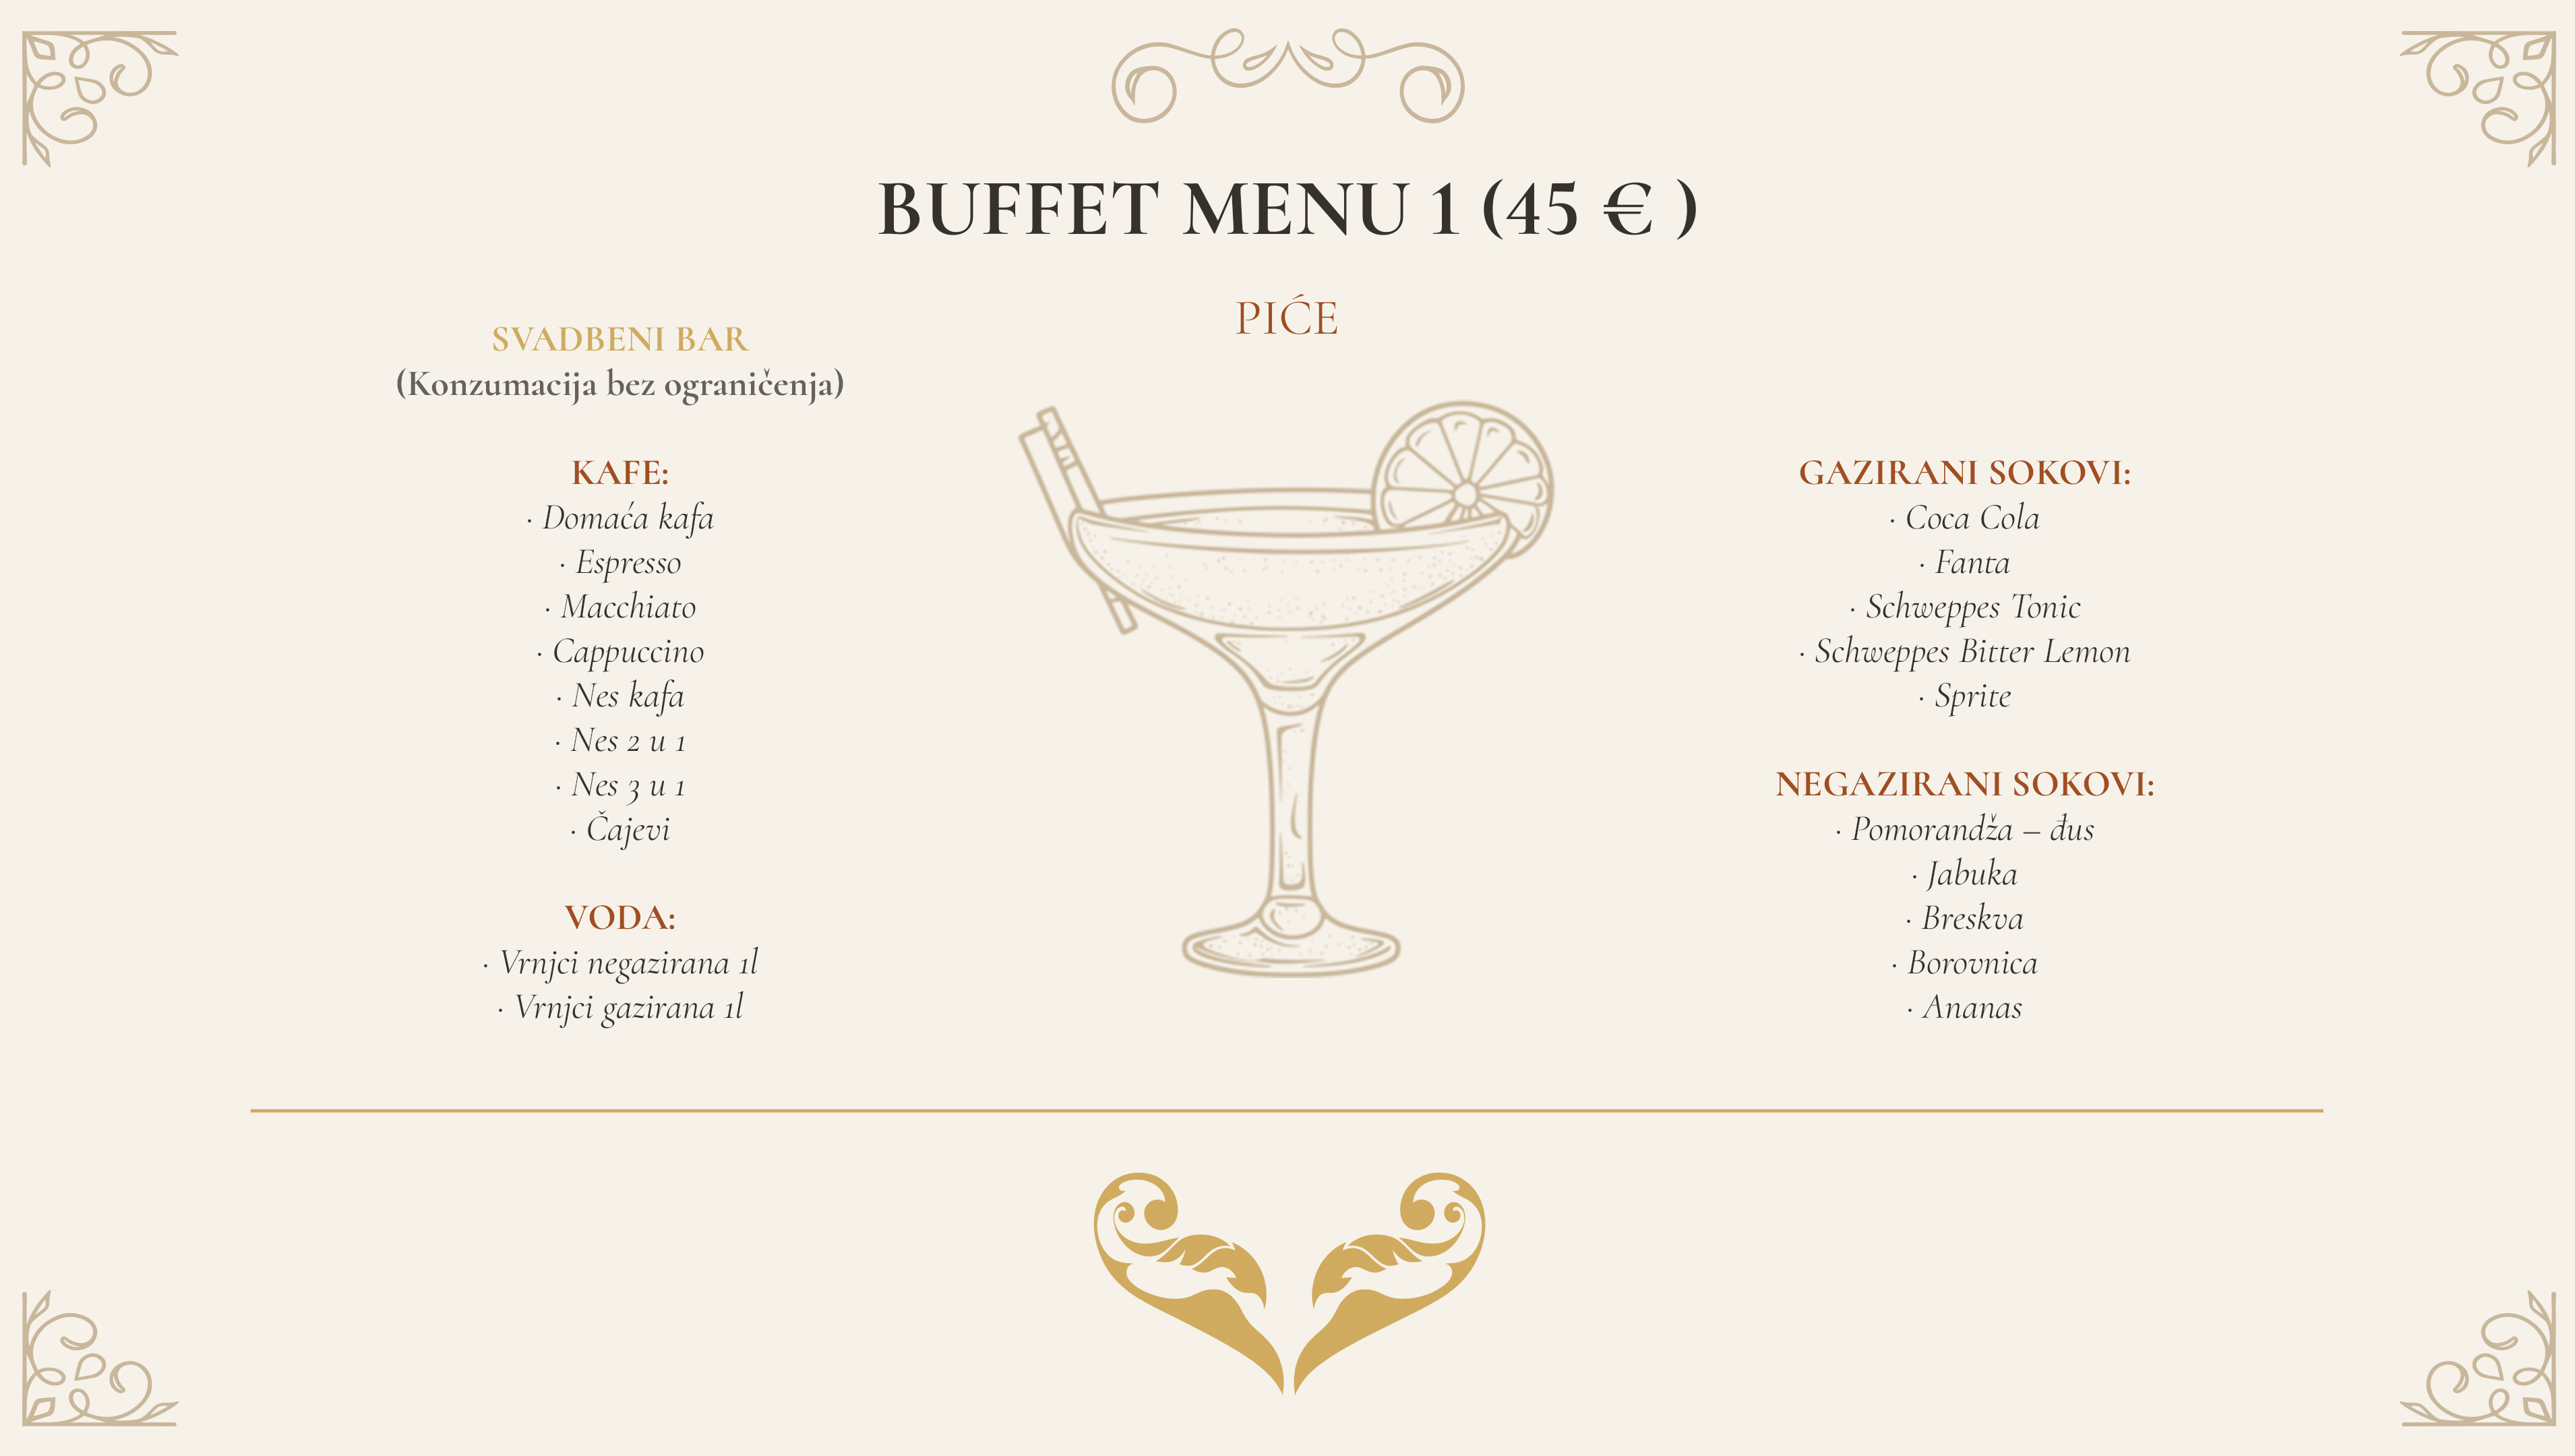 BUFFET MENU 1 (45 € )
PIĆE
SVADBENI BAR
(Konzumacija bez ograničenja)
KAFE:
· Domaća kafa
· Espresso
· Macchiato
· Cappuccino
· Nes kafa
· Nes 2 u 1
· Nes 3 u 1
· Čajevi
VODA:
· Vrnjci negazirana 1l
· Vrnjci gazirana 1l
GAZIRANI SOKOVI:
· Coca Cola
· Fanta
· Schweppes Tonic
· Schweppes Bitter Lemon
· Sprite
NEGAZIRANI SOKOVI:
· Pomorandža – đus
· Jabuka
· Breskva
· Borovnica
· Ananas